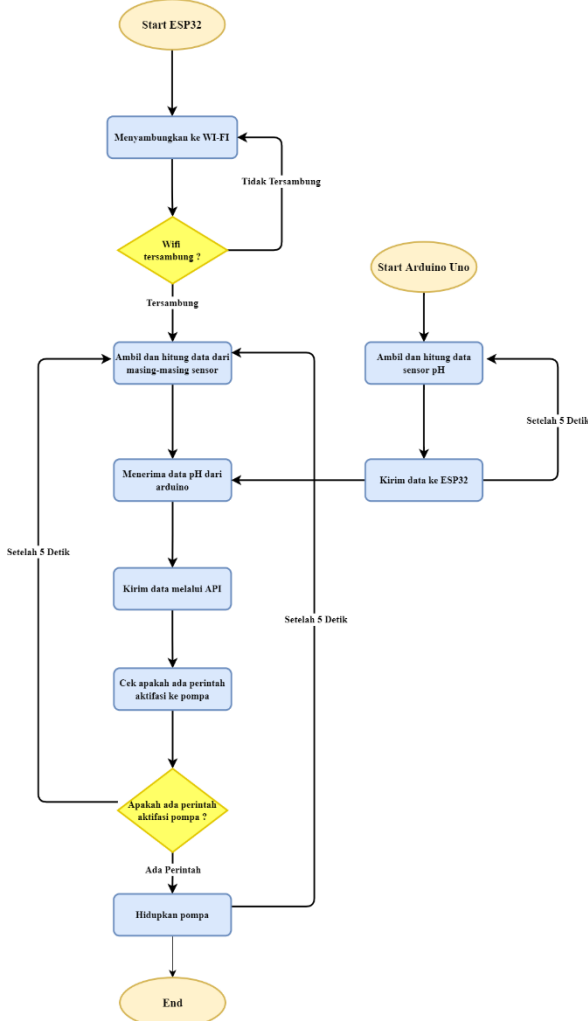 Start ESP32
Menyambungkan ke WI-FI
Tidak Tersambung
Wifi
tersambung ?
Start Arduino Uno
Tersambung
Ambil dan hitung data dari
masing-masing sensor
Ambil dan hitung data
sensor pH
Setelah 5 Detik
Menerima data pH dari
arduino
Kirim data ke ESP32
Setelah 5 Detik
Kirim data melalui API
Setelah 5 Detik
Cek apakah ada perintah
aktifasi ke pompa
Apakah ada perintah
aktifasi pompa ?
Ada Perintah
Hidupkan pompa
End